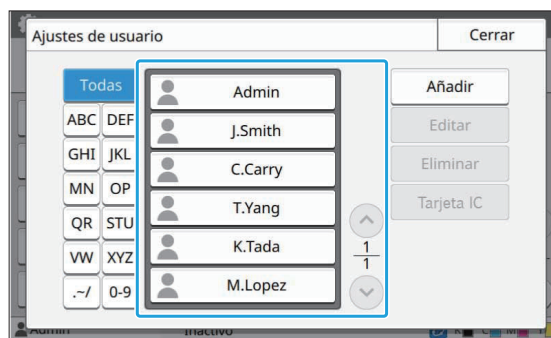 Ajustes de usuario
Cerrar
Todas
ABC DEF
GHI JKL
MN OP
QR STU
VW XYZ
.~/ 0-9
Admin
J.Smith
C.Carry
T.Yang
K.Tada
M.Lopez
1
1
Añadir
Editar
Eliminar
Tarjeta IC
Admin
Inactivo
K C M Y